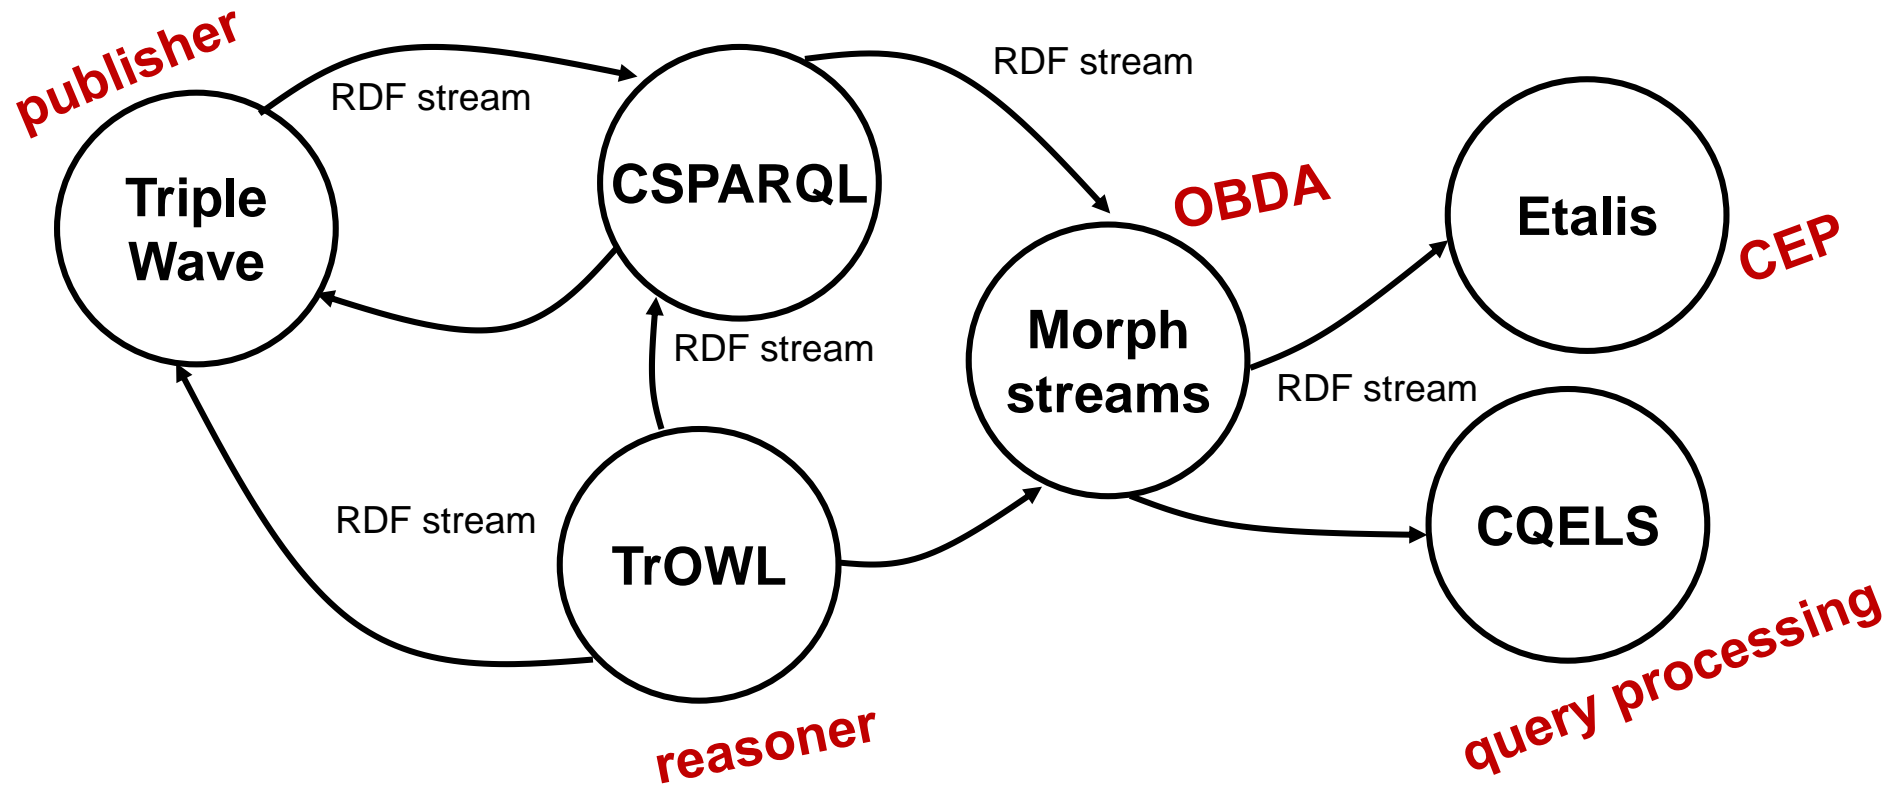 publisher
RDF stream
RDF stream
Triple
Wave
CSPARQL
OBDA
Etalis
CEP
RDF stream
Morph
streams
RDF stream
RDF stream
TrOWL
CQELS
reasoner
query processing